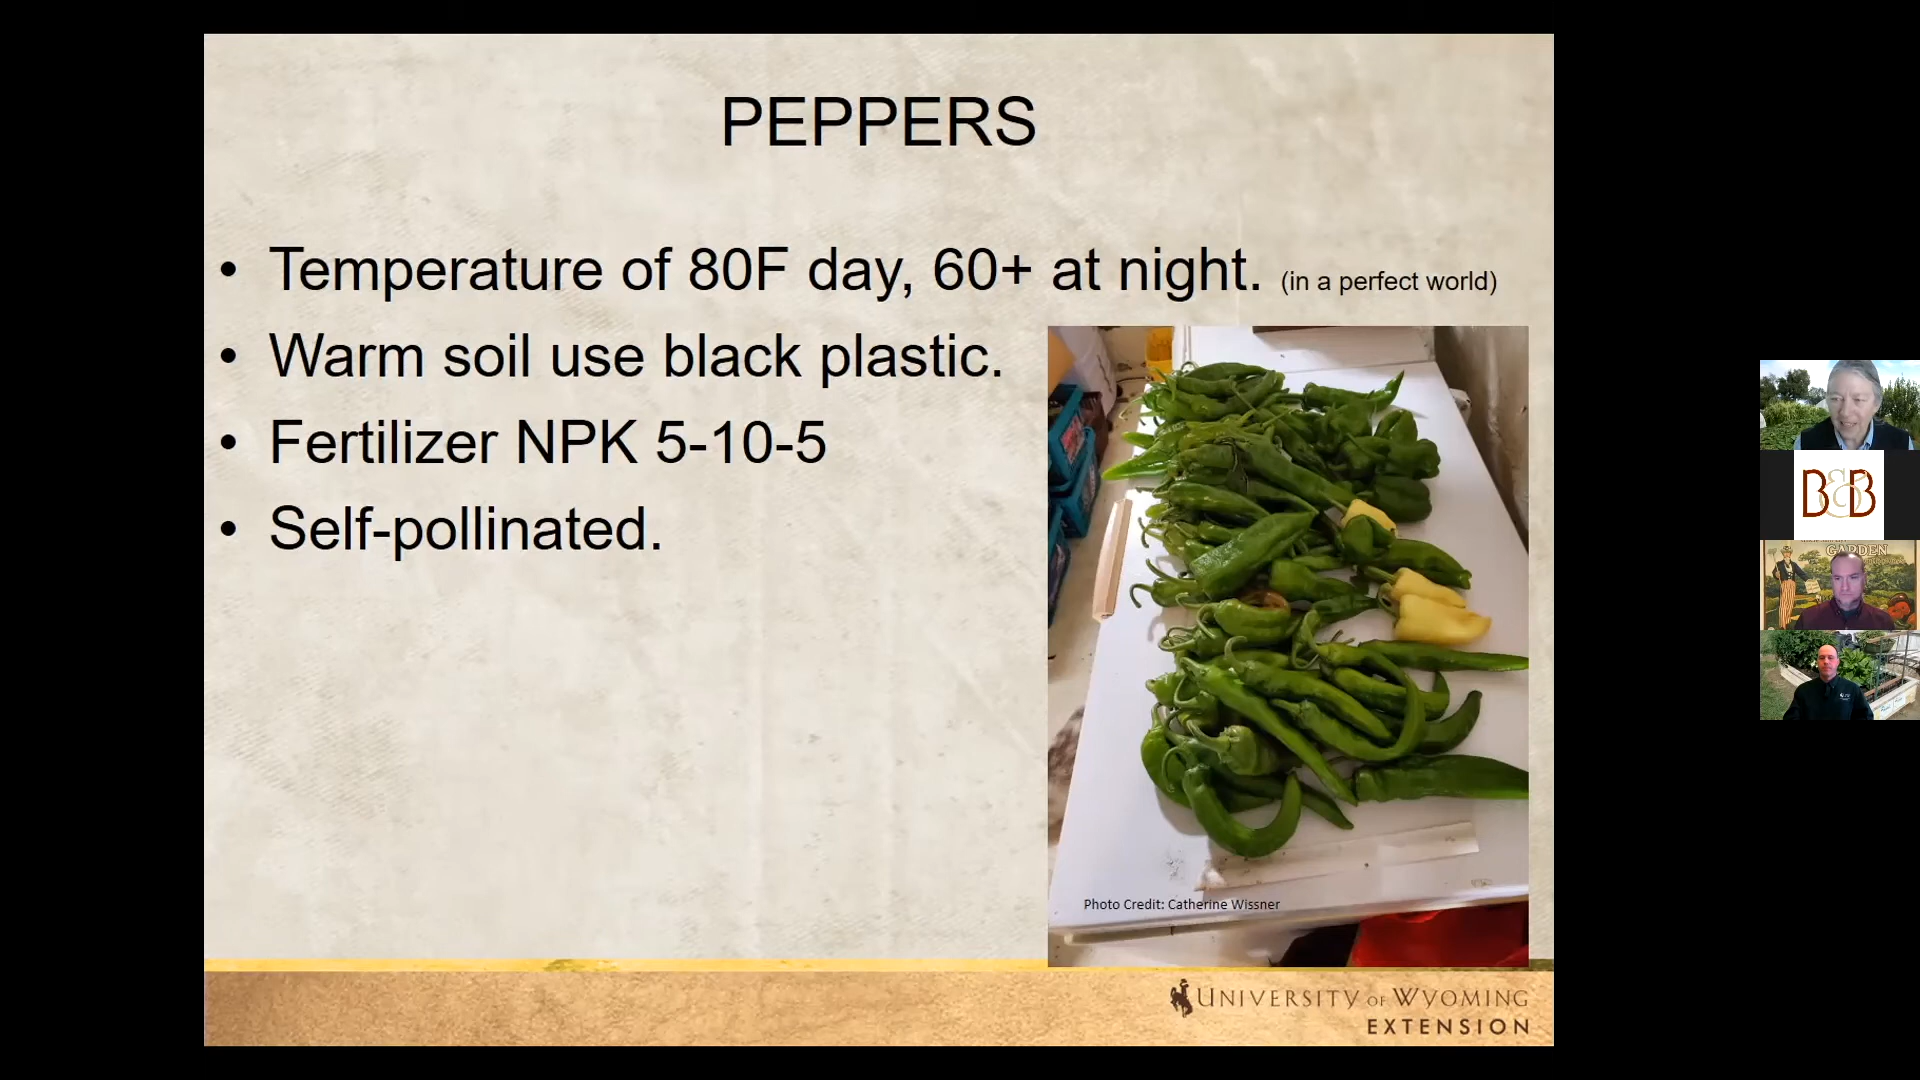 PEPPERS
• Temperature of 80F day, 60+ at night. (in a perfect world)
• Warm soil use black plastic.
• Fertilizer NPK 5-10-5
• Self-pollinated.
Photo Credit: Catherine Wissner
UNIVERSITY OF WYOMING
EXTENSION
B&B
GARDEN